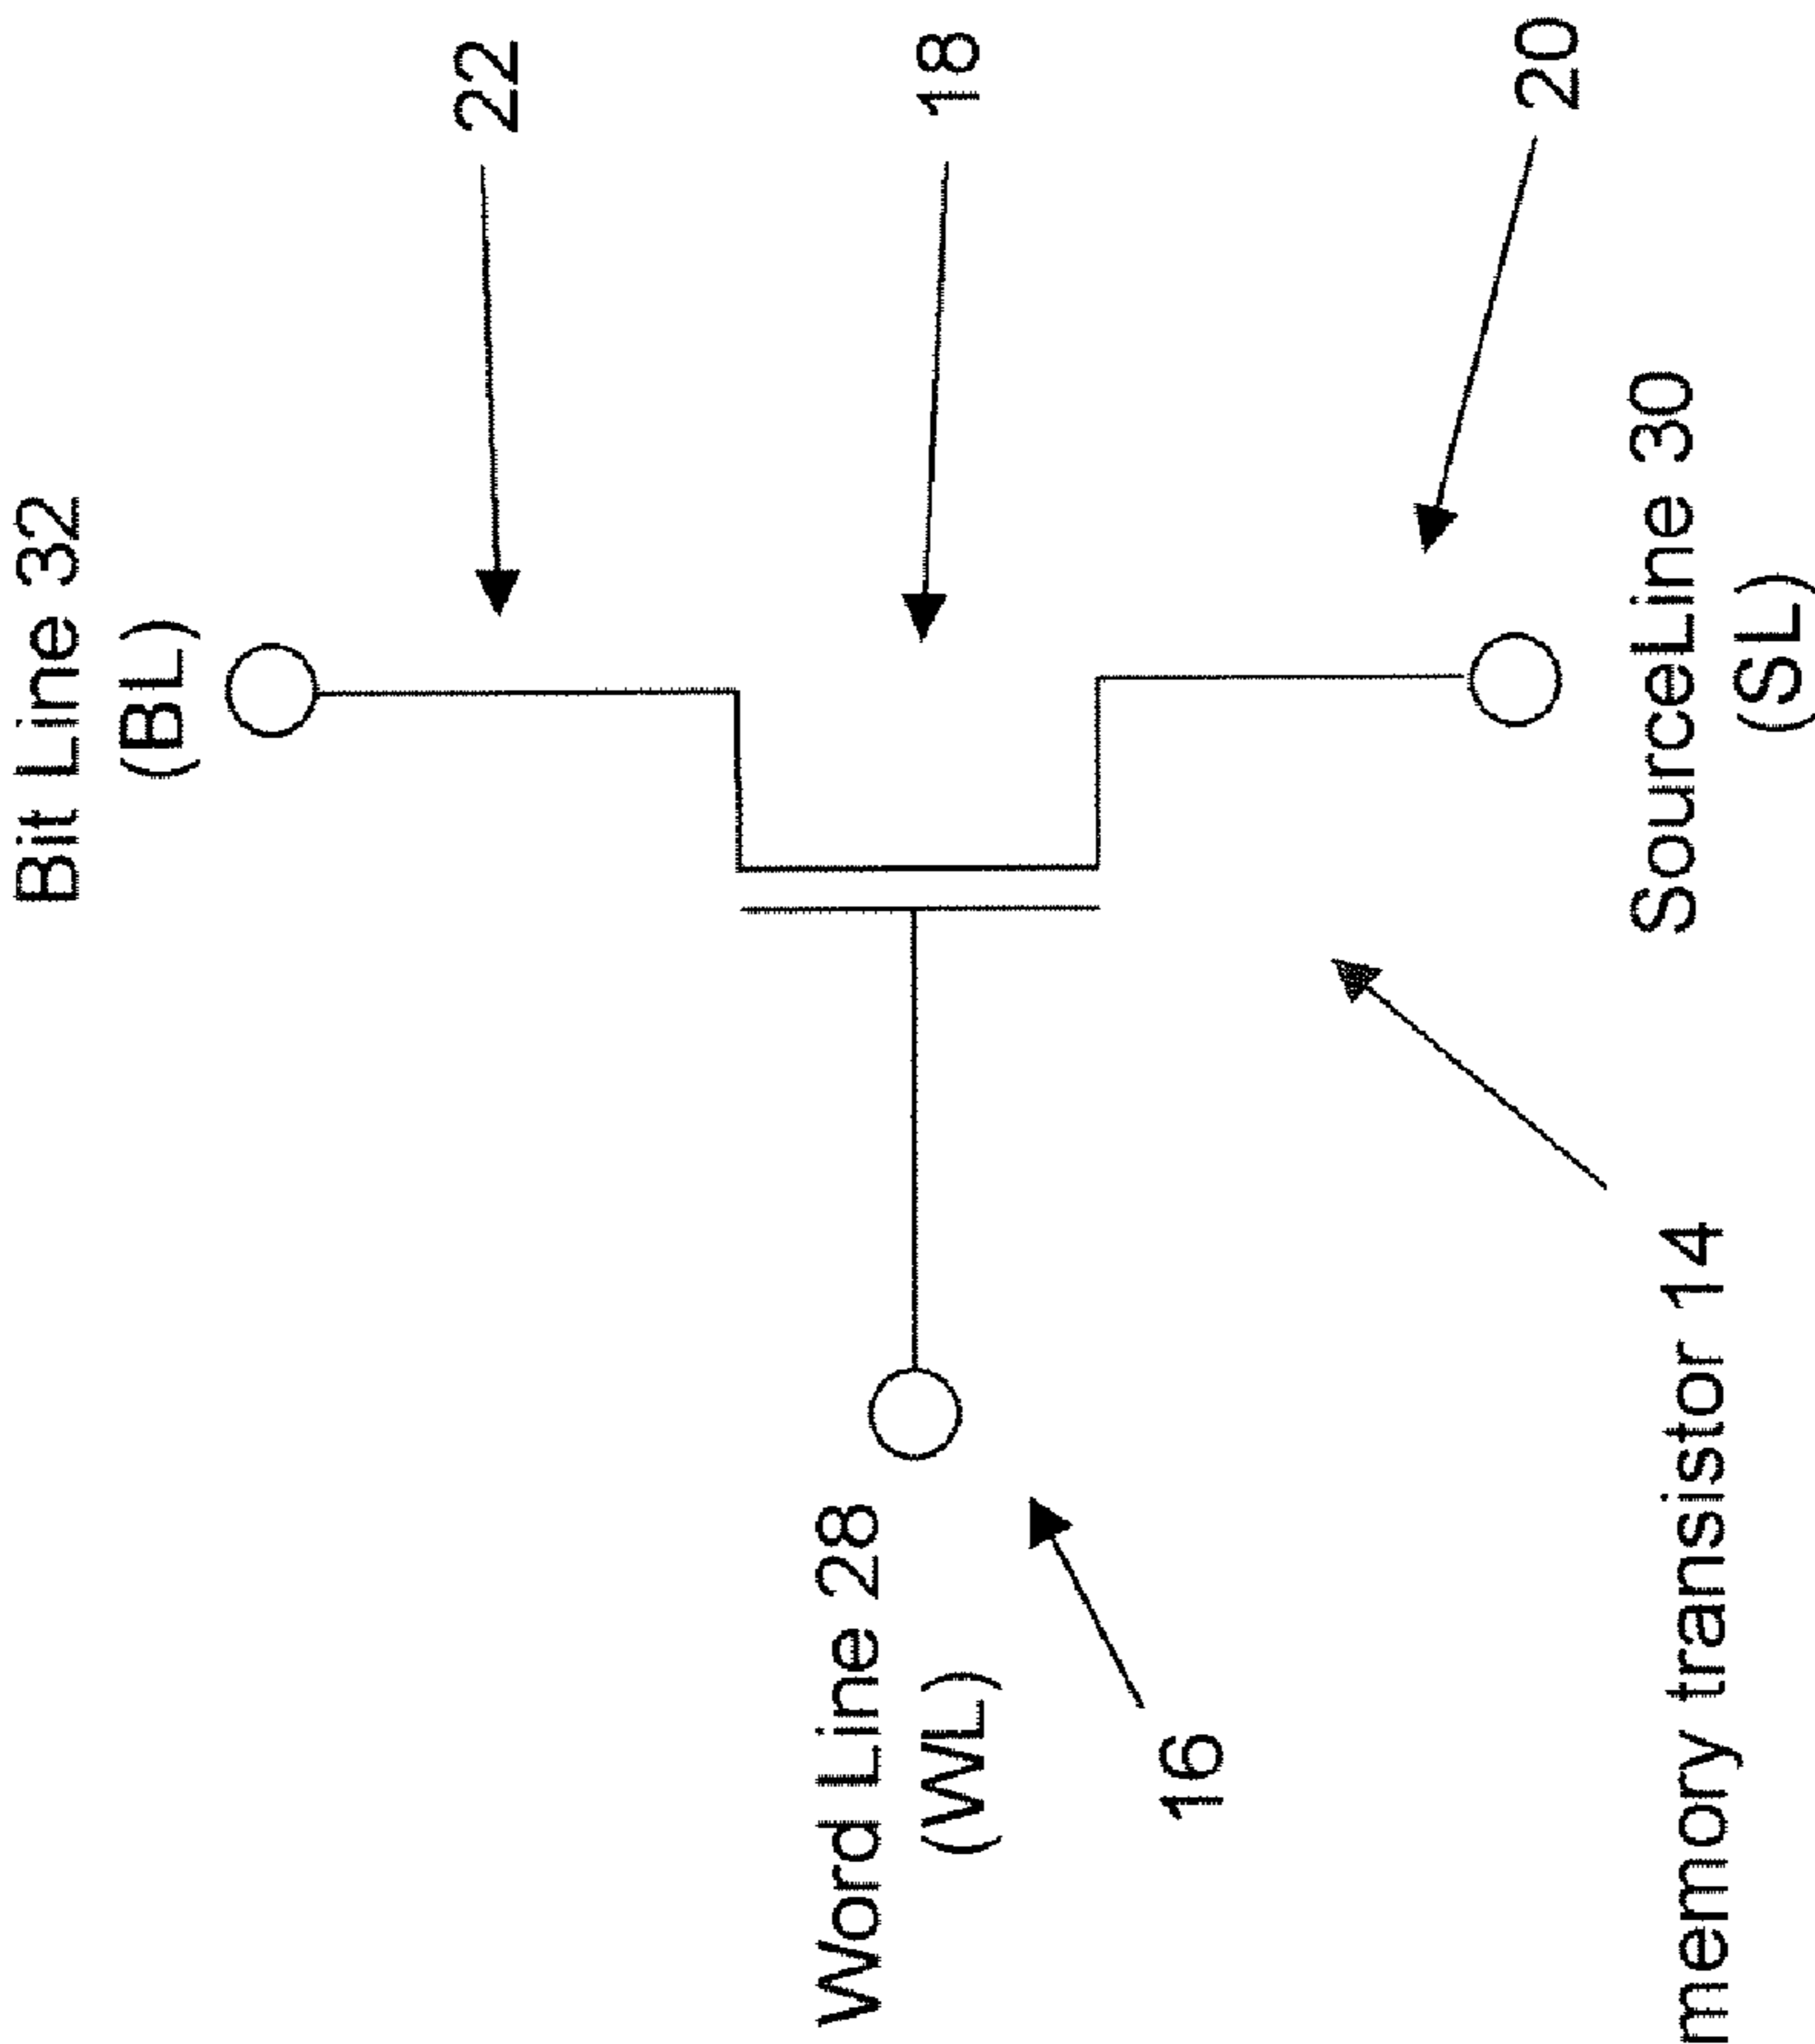 Bit Line 32
(BL)
22
Word Line 28
(WL)
18
16
20
SourceLine 30
(SL)
memory transistor 14